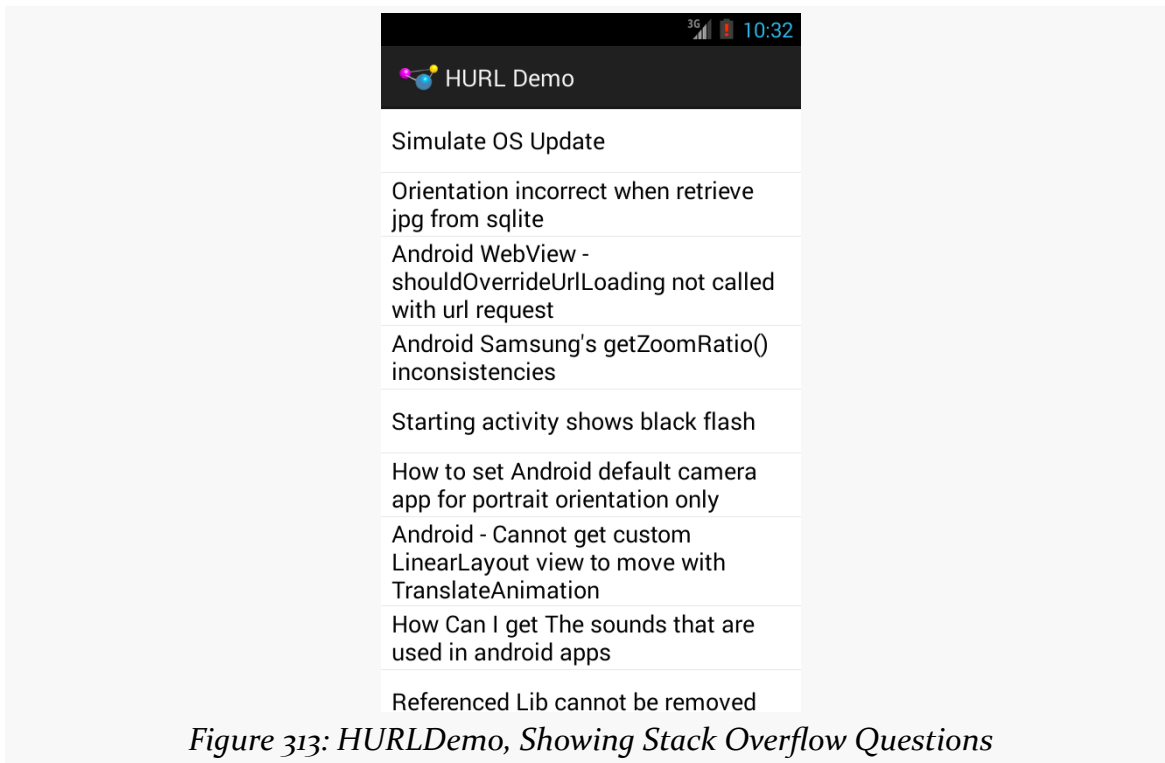 3G 10:32
HURL Demo
Simulate OS Update
Orientation incorrect when retrieve
jpg from sqlite
Android WebView -
shouldOverrideUrlLoading not called
with url request
Android Samsung's getZoomRatio()
inconsistencies
Starting activity shows black flash
How to set Android default camera
app for portrait orientation only
Android - Cannot get custom
LinearLayout view to move with
TranslateAnimation
How Can I get The sounds that are
used in android apps
Referenced Lib cannot be removed
Figure 313: HURLDemo, Showing Stack Overflow Questions